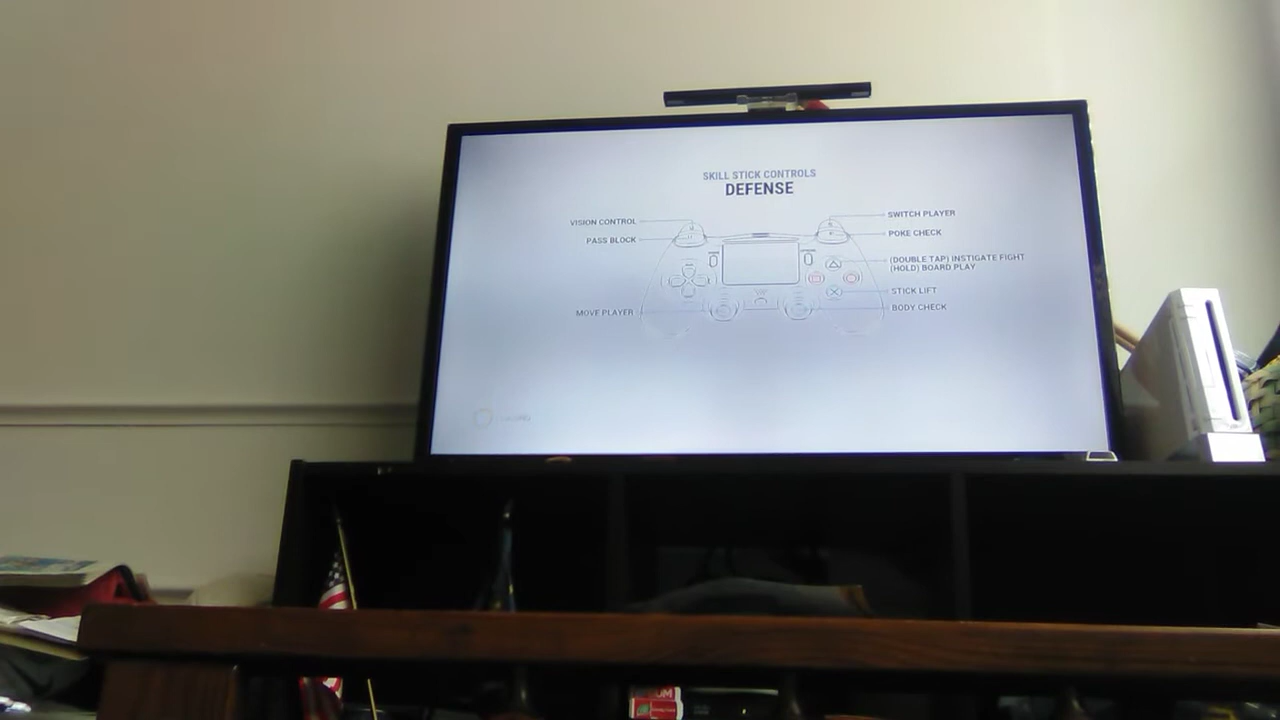 SKILL STICK CONTROLS
DEFENSE
VISION CONTROL
SWITCH PLAYER
PASS BLOCK
POKE CHECK
(DOUBLE TAP) INSTIGATE FIGHT
(HOLD) BOARD PLAY
STICK LIFT
MOVE PLAYER
BODY CHECK